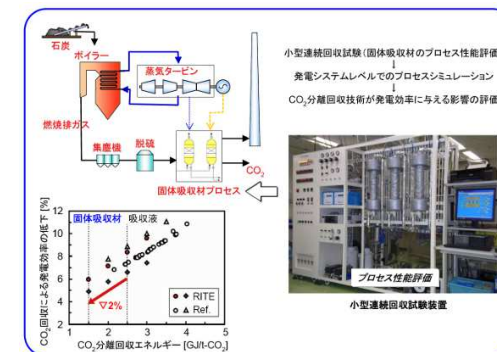 石炭
ボイラー
蒸気タービン
燃焼排ガス
集塵機
脱硫
CO₂
固体吸収材プロセス
小型連続回収試験(固体吸収材のプロセス性能評価)
↓
発電システムレベルでのプロセスシミュレーション
↓
CO₂分離回収技術が発電効率に与える影響の評価
プロセス性能評価
小型連続回収試験装置
CO₂回収による発電効率の低下 [%]
12
10
8
6
4
2
固体吸収材
吸収液
▽2%
RITE
Ref.
1 2 3 4 5
CO₂分離回収エネルギー [GJ/t-CO₂]